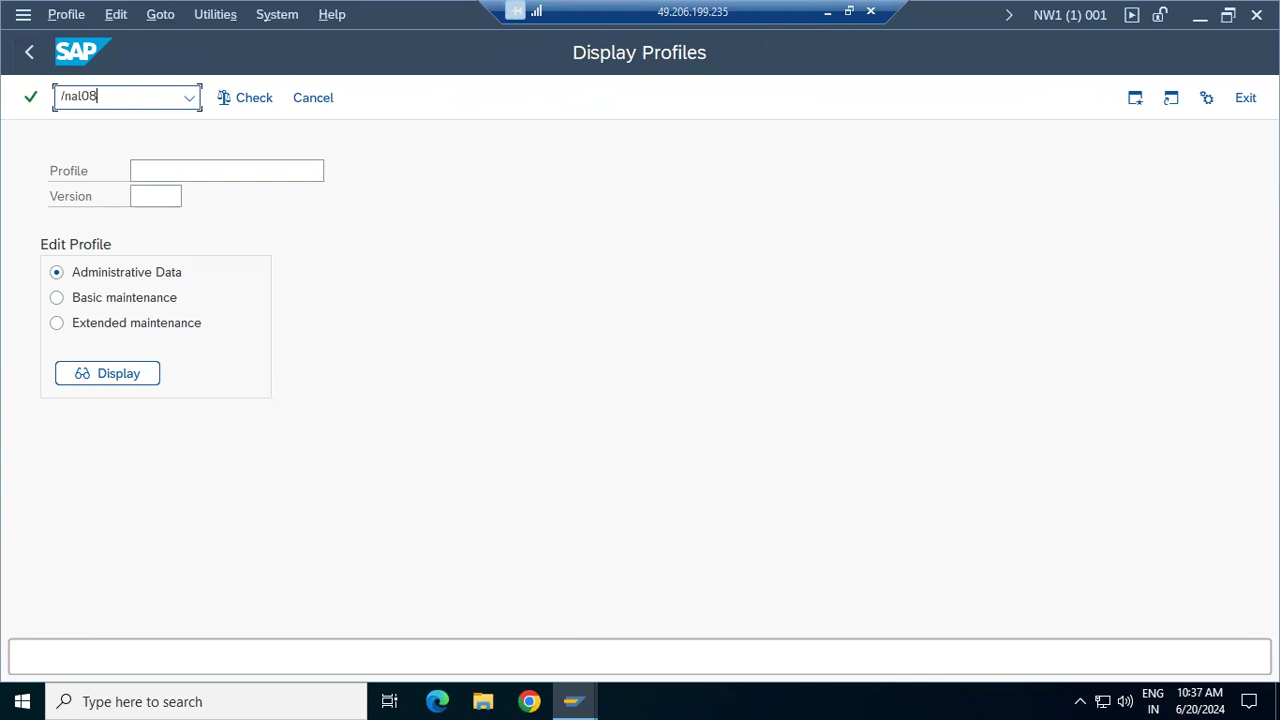 Profile Edit Goto Utilities System Help 49.206.199.235 NW1 (1) 001
SAP Display Profiles
/nal08 Check Cancel Exit
Profile
Version
Edit Profile
Administrative Data
Basic maintenance
Extended maintenance
Display
Type here to search
ENG 10:37 AM
IN 6/20/2024